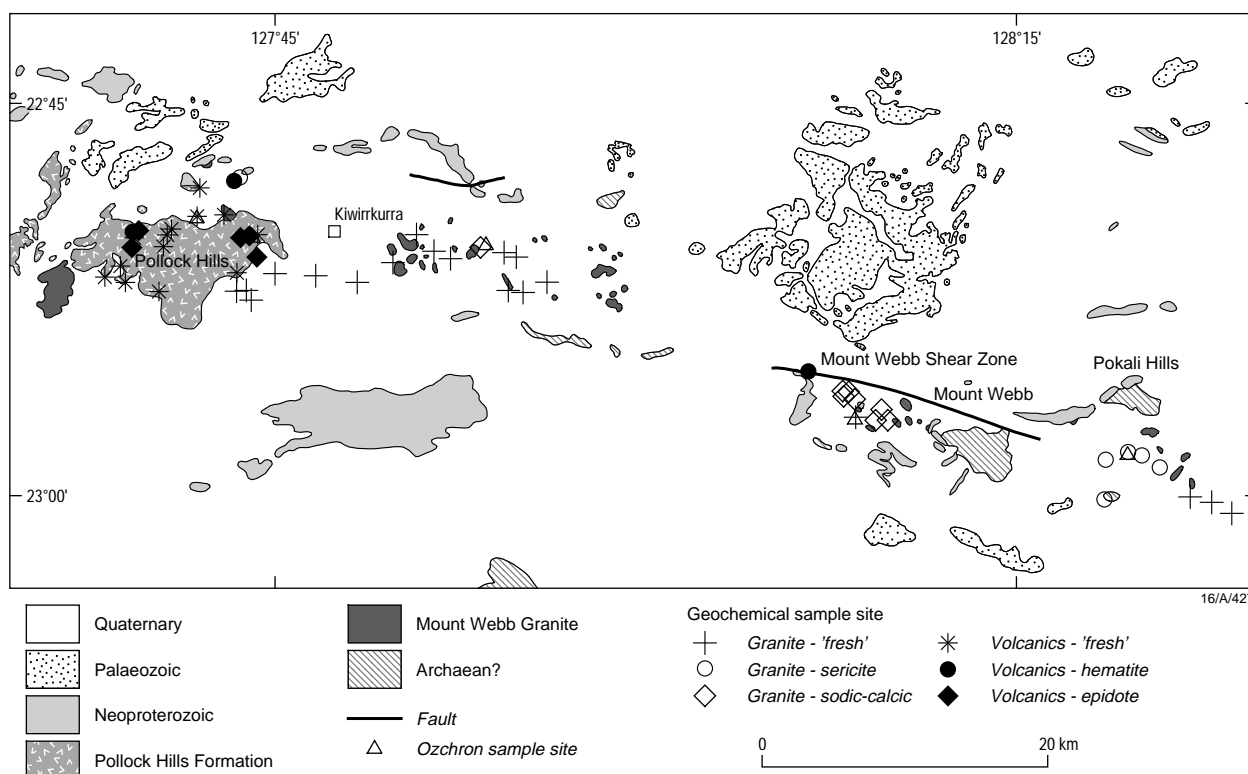 127°45'
128°15'
22°45'
Kiwirrkurra
Pollock Hills
Mount Webb Shear Zone
Pokali Hills
Mount Webb
23°00'
16/A/427
Quaternary
Palaeozoic
Neoproterozoic
Pollock Hills Formation
Mount Webb Granite
Archaean?
Fault
Ozchron sample site
Geochemical sample site
Granite - 'fresh'
Granite - sericite
Granite - sodic-calcic
Volcanics - 'fresh'
Volcanics - hematite
Volcanics - epidote
0
20 km